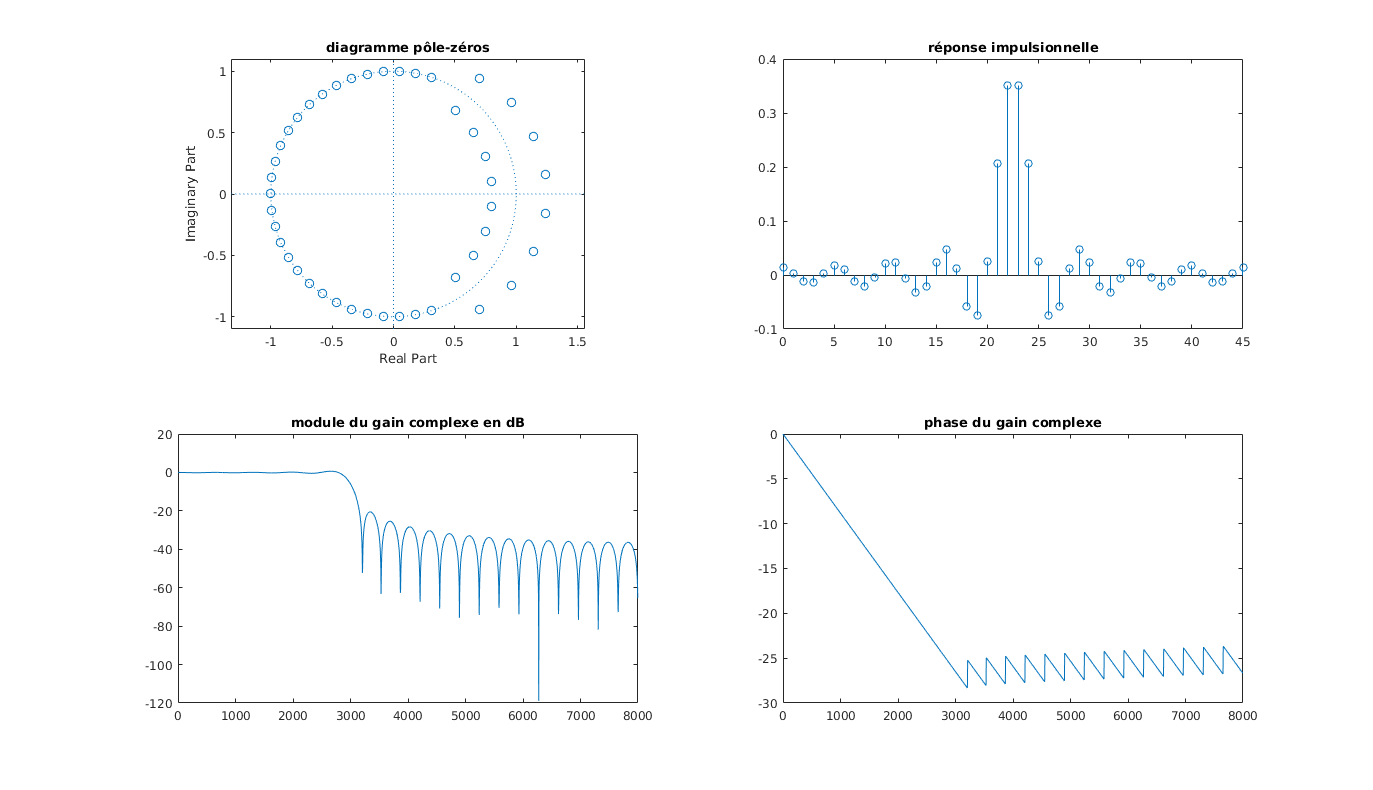 diagramme pôle-zéros
1
0.5
0
-0.5
-1
Imaginary Part
-1 -0.5 0 0.5 1 1.5
Real Part
réponse impulsionnelle
0.4
0.3
0.2
0.1
0
-0.1
0 5 10 15 20 25 30 35 40 45
module du gain complexe en dB
20
0
-20
-40
-60
-80
-100
-120
0 1000 2000 3000 4000 5000 6000 7000 8000
phase du gain complexe
0
-5
-10
-15
-20
-25
-30
0 1000 2000 3000 4000 5000 6000 7000 8000